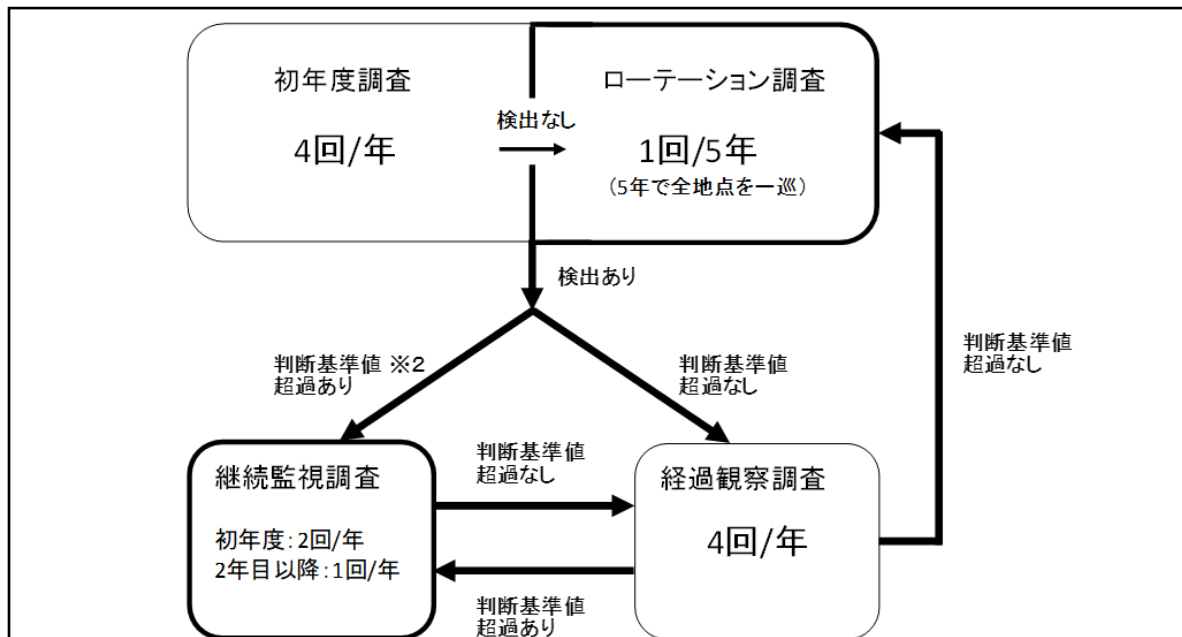 初年度調査
4回/年
検出なし
ローテーション調査
1回/5年
(5年で全地点を一巡)
検出あり
判断基準値 ※2
超過あり
判断基準値
超過なし
判断基準値
超過なし
継続監視調査
初年度:2回/年
2年目以降:1回/年
判断基準値
超過なし
経過観察調査
4回/年
判断基準値
超過あり